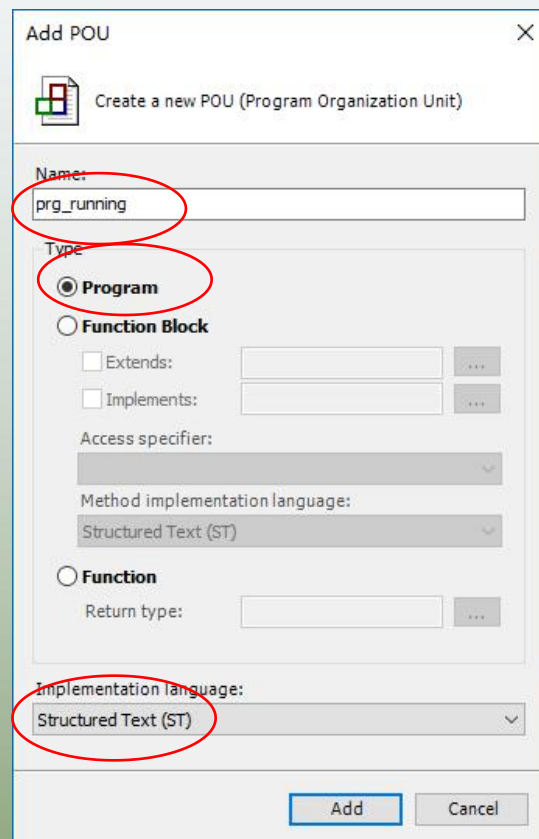 Add POU
Create a new POU (Program Organization Unit)
Name:
prg_running
Type
Program
Function Block
Extends:
...
Implements:
...
Access specifier:
Method implementation language:
Structured Text (ST)
Function
Return type:
...
Implementation language:
Structured Text (ST)
Add Cancel